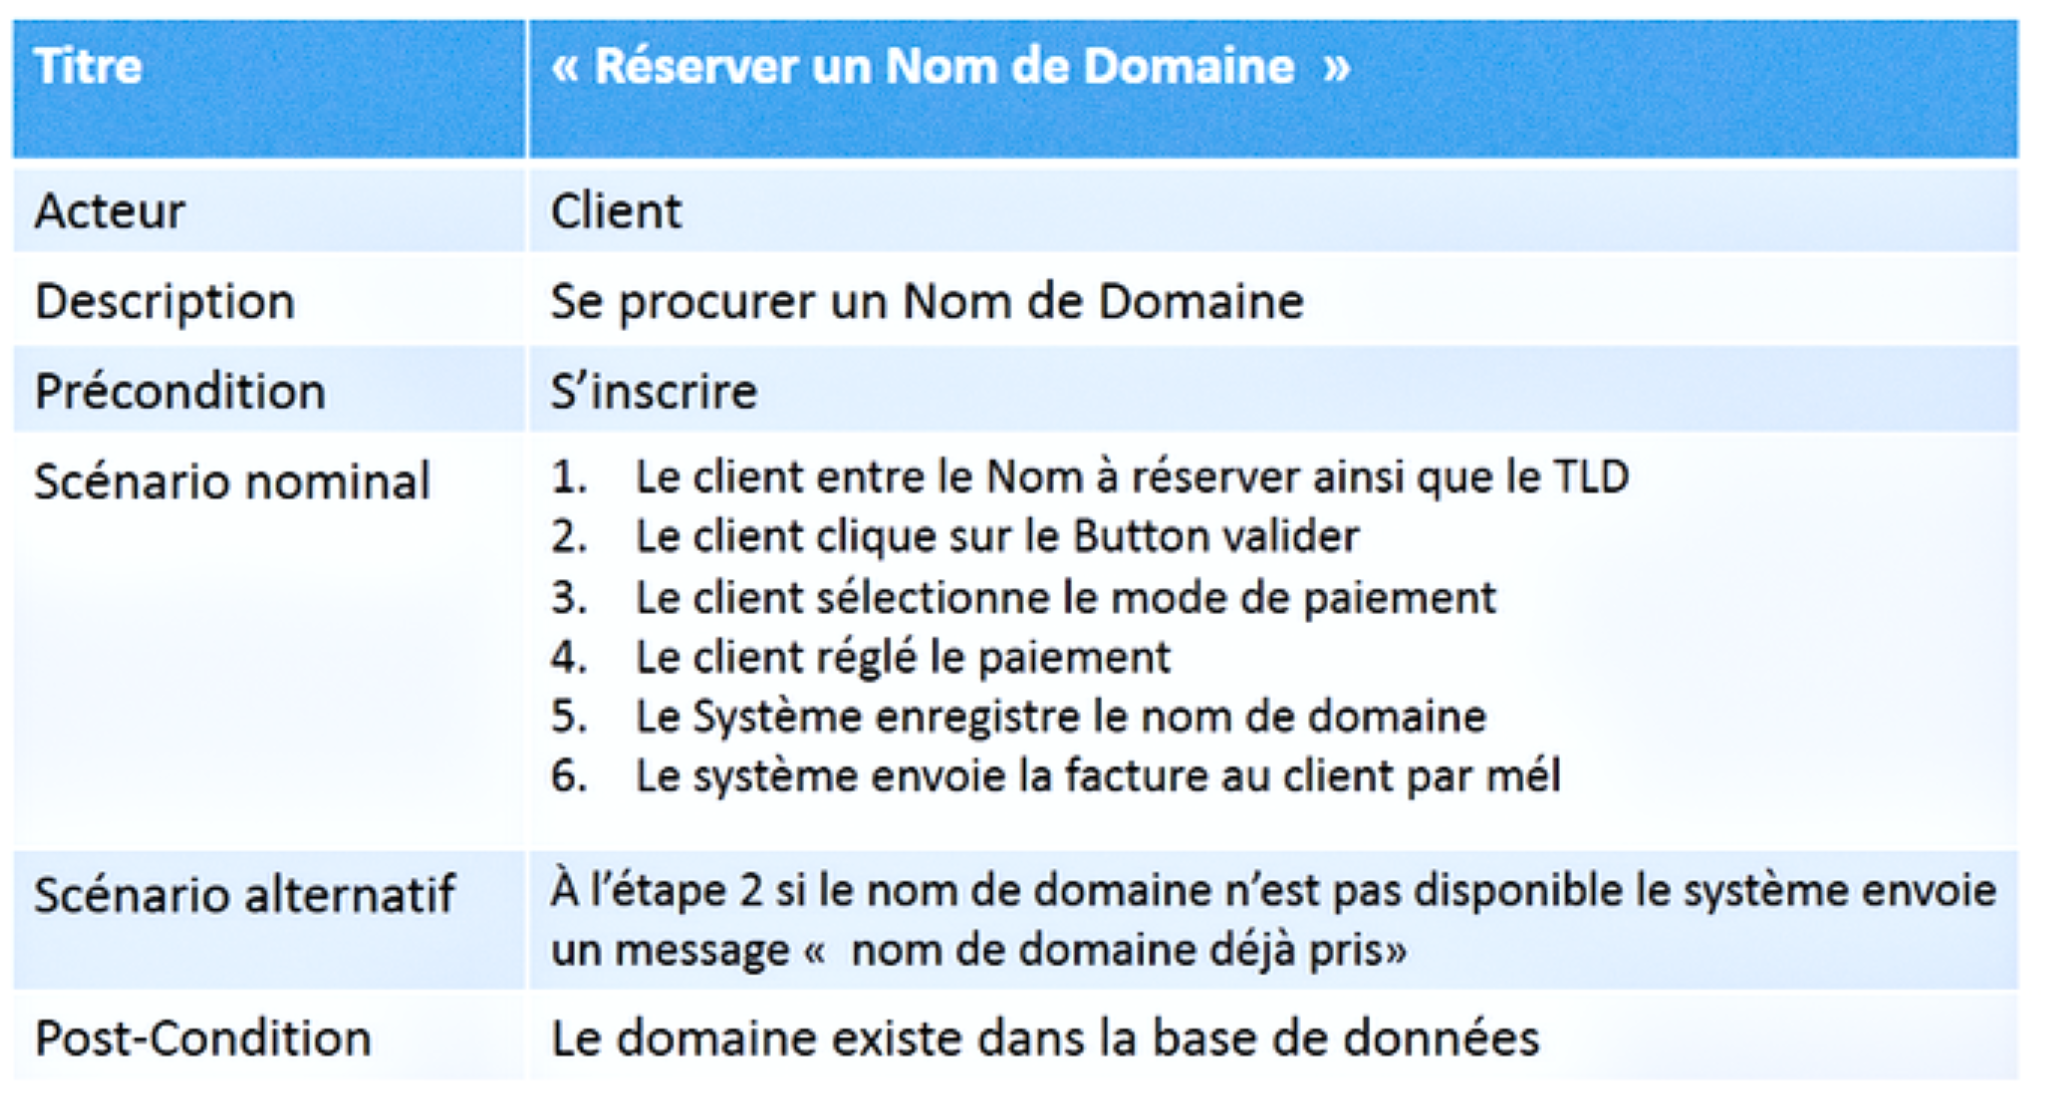 Titre
« Réserver un Nom de Domaine »
Acteur
Client
Description
Se procurer un Nom de Domaine
Précondition
S’inscrire
Scénario nominal
1. Le client entre le Nom à réserver ainsi que le TLD
2. Le client clique sur le Button valider
3. Le client sélectionne le mode de paiement
4. Le client réglé le paiement
5. Le Système enregistre le nom de domaine
6. Le système envoie la facture au client par mél
Scénario alternatif
À l’étape 2 si le nom de domaine n’est pas disponible le système envoie
un message « nom de domaine déjà pris»
Post-Condition
Le domaine existe dans la base de données